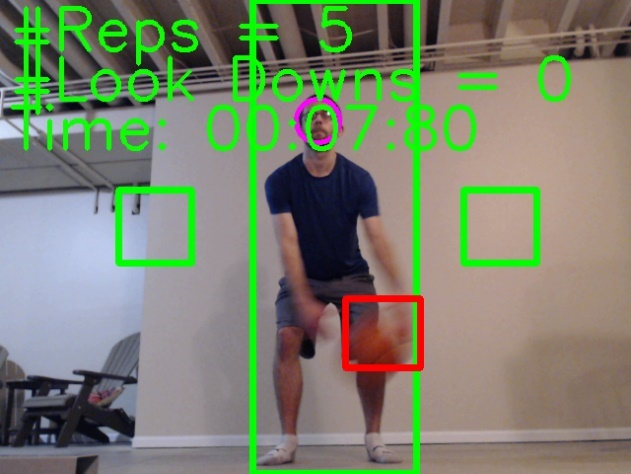 #Reps = 5
#Look Downs = 0
Time: 00:07:80